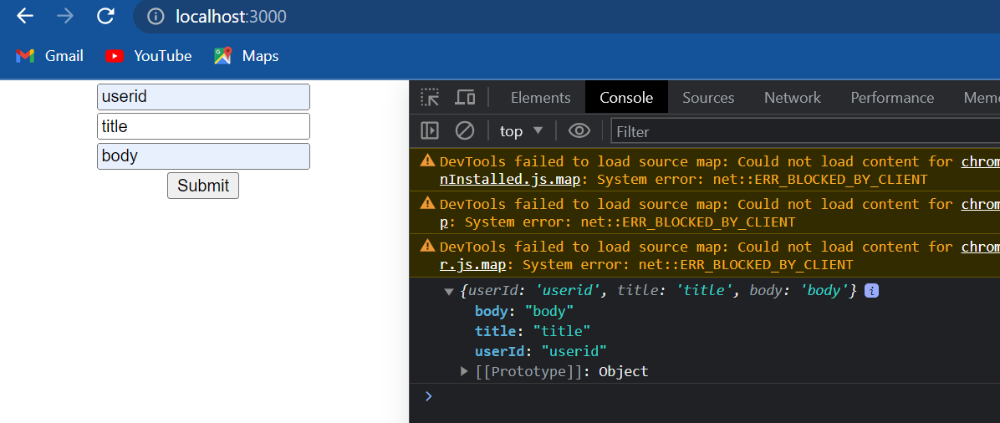 localhost:3000
Gmail YouTube Maps
userid
title
body
Submit
Elements Console Sources Network Performance Mem
top Filter
DevTools failed to load source map: Could not load content for chrom
nInstalled.js.map: System error: net::ERR_BLOCKED_BY_CLIENT
DevTools failed to load source map: Could not load content for chrom
p: System error: net::ERR_BLOCKED_BY_CLIENT
DevTools failed to load source map: Could not load content for chrom
r.js.map: System error: net::ERR_BLOCKED_BY_CLIENT
{userId: 'userid', title: 'title', body: 'body'} i
body: "body"
title: "title"
userId: "userid"
[[Prototype]]: Object